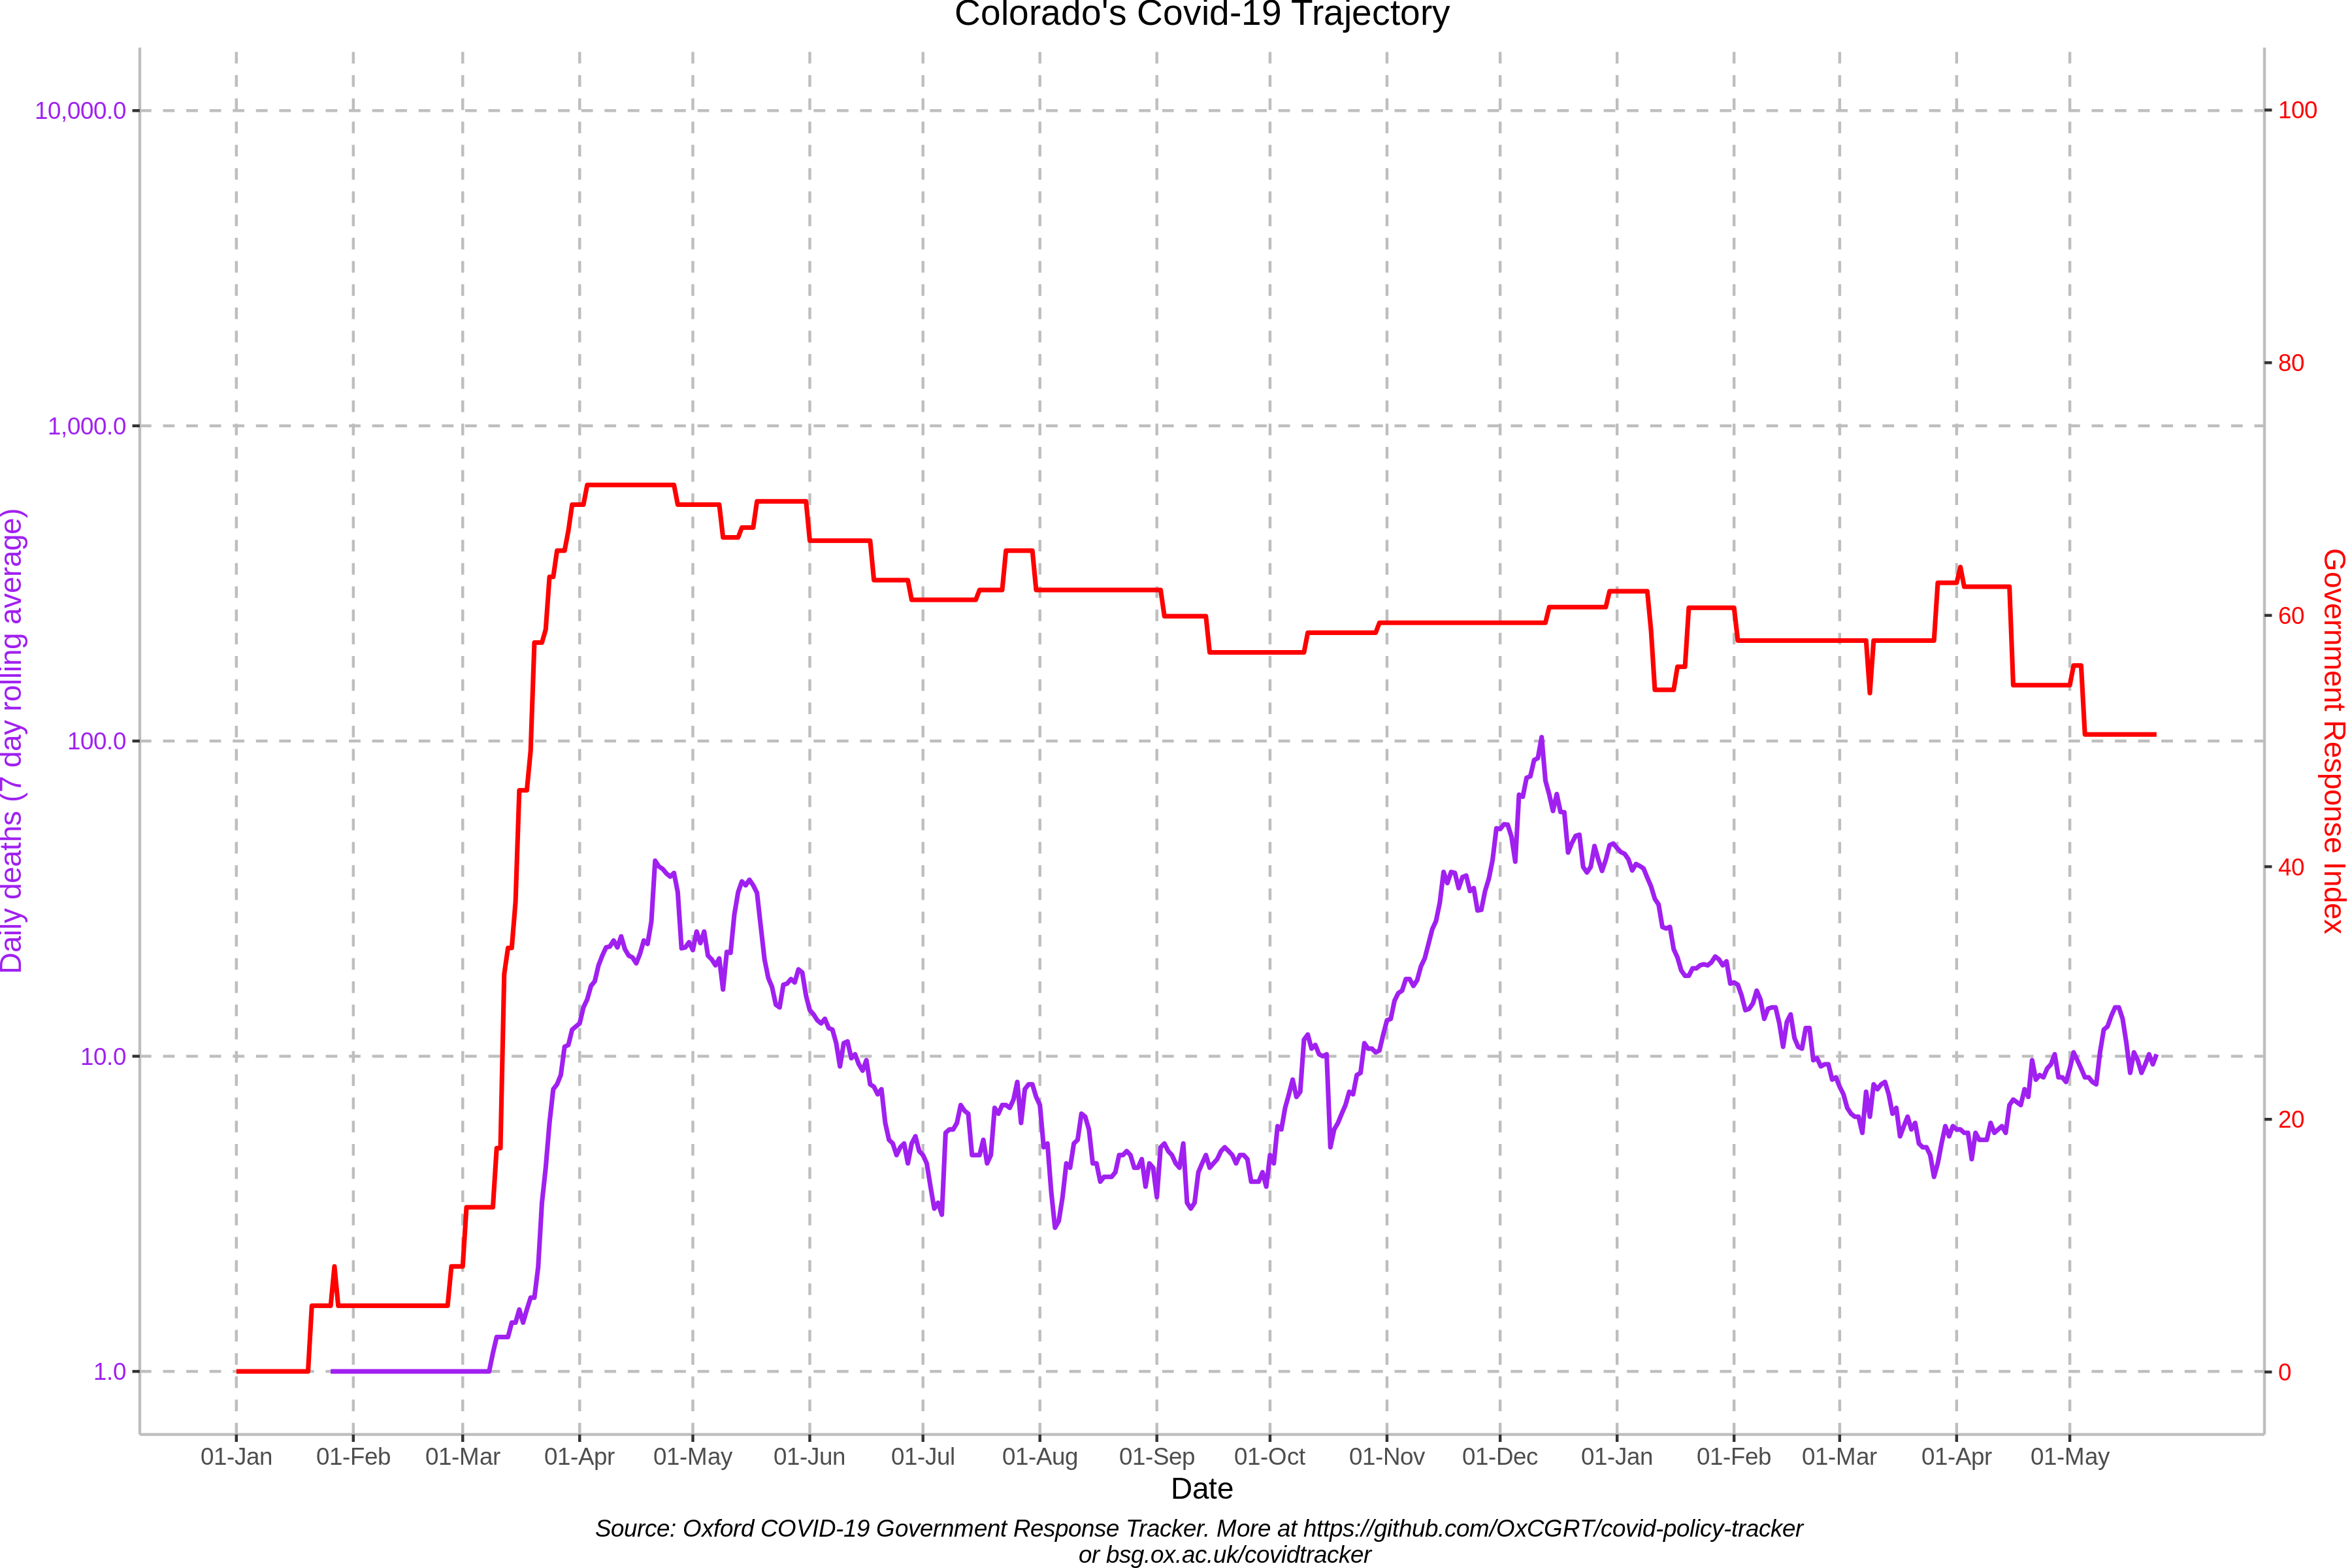 Colorado's Covid-19 Trajectory
10,000.0
1,000.0
100.0
10.0
1.0
Daily deaths (7 day rolling average)
100
80
60
40
20
0
Government Response Index
01-Jan 01-Feb 01-Mar 01-Apr 01-May 01-Jun 01-Jul 01-Aug 01-Sep 01-Oct 01-Nov 01-Dec 01-Jan 01-Feb 01-Mar 01-Apr 01-May
Date
Source: Oxford COVID-19 Government Response Tracker. More at https://github.com/OxCGRT/covid-policy-tracker
or bsg.ox.ac.uk/covidtracker